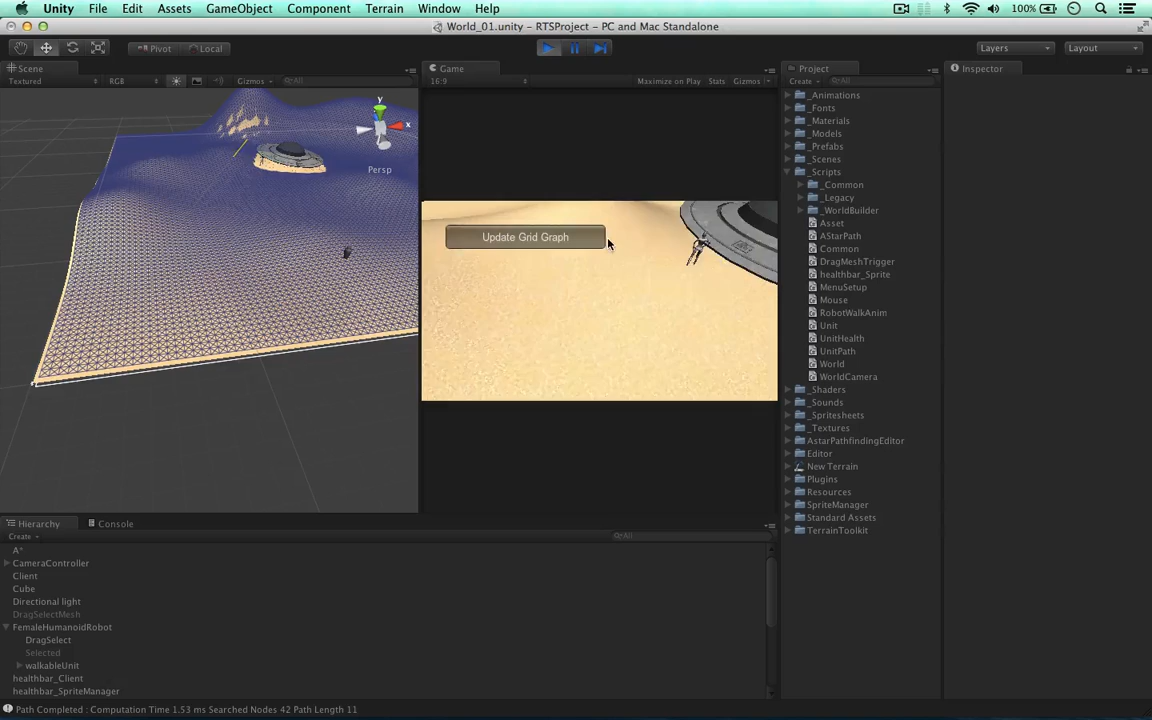 Unity File Edit Assets GameObject Component Terrain Window Help 100%
World_01.unity - RTSProject - PC and Mac Standalone
Pivot Local Layers Layout
Scene Game Project Inspector
Textured RGB Gizmos All 16:9 Maximize on Play Stats Gizmos Create All
y
x
Persp
Update Grid Graph
_Animations
_Fonts
_Materials
_Models
_Prefabs
_Scenes
_Scripts
_Common
_Legacy
_WorldBuilder
Asset
AStarPath
Common
DragMeshTrigger
healthbar_Sprite
MenuSetup
Mouse
RobotWalkAnim
Unit
UnitHealth
UnitPath
World
WorldCamera
_Shaders
_Sounds
_Spritesheets
_Textures
AstarPathfindingEditor
Editor
New Terrain
Plugins
Resources
SpriteManager
Standard Assets
TerrainToolkit
Hierarchy Console
Create All
A*
CameraController
Client
Cube
Directional light
DragSelectMesh
FemaleHumanoidRobot
DragSelect
Selected
walkableUnit
healthbar_Client
healthbar_SpriteManager
Path Completed : Computation Time 1.53 ms Searched Nodes 42 Path Length 11